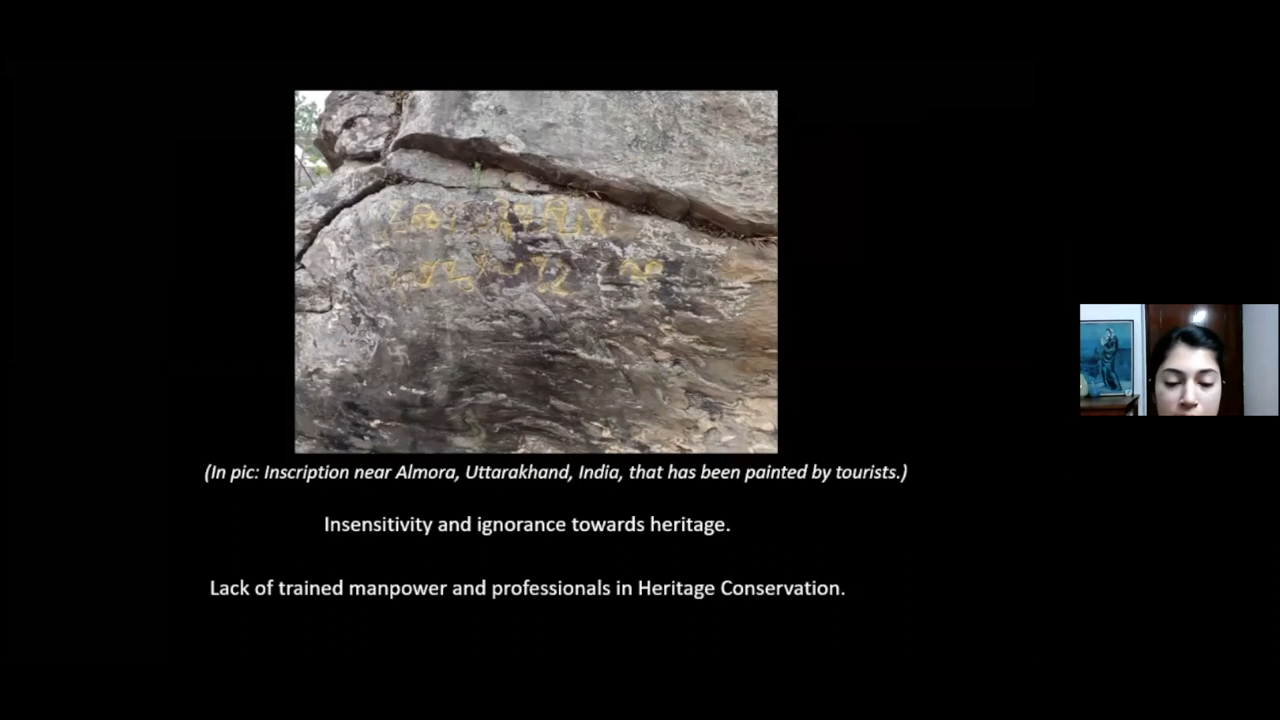 (In pic: Inscription near Almora, Uttarakhand, India, that has been painted by tourists.)
Insensitivity and ignorance towards heritage.
Lack of trained manpower and professionals in Heritage Conservation.